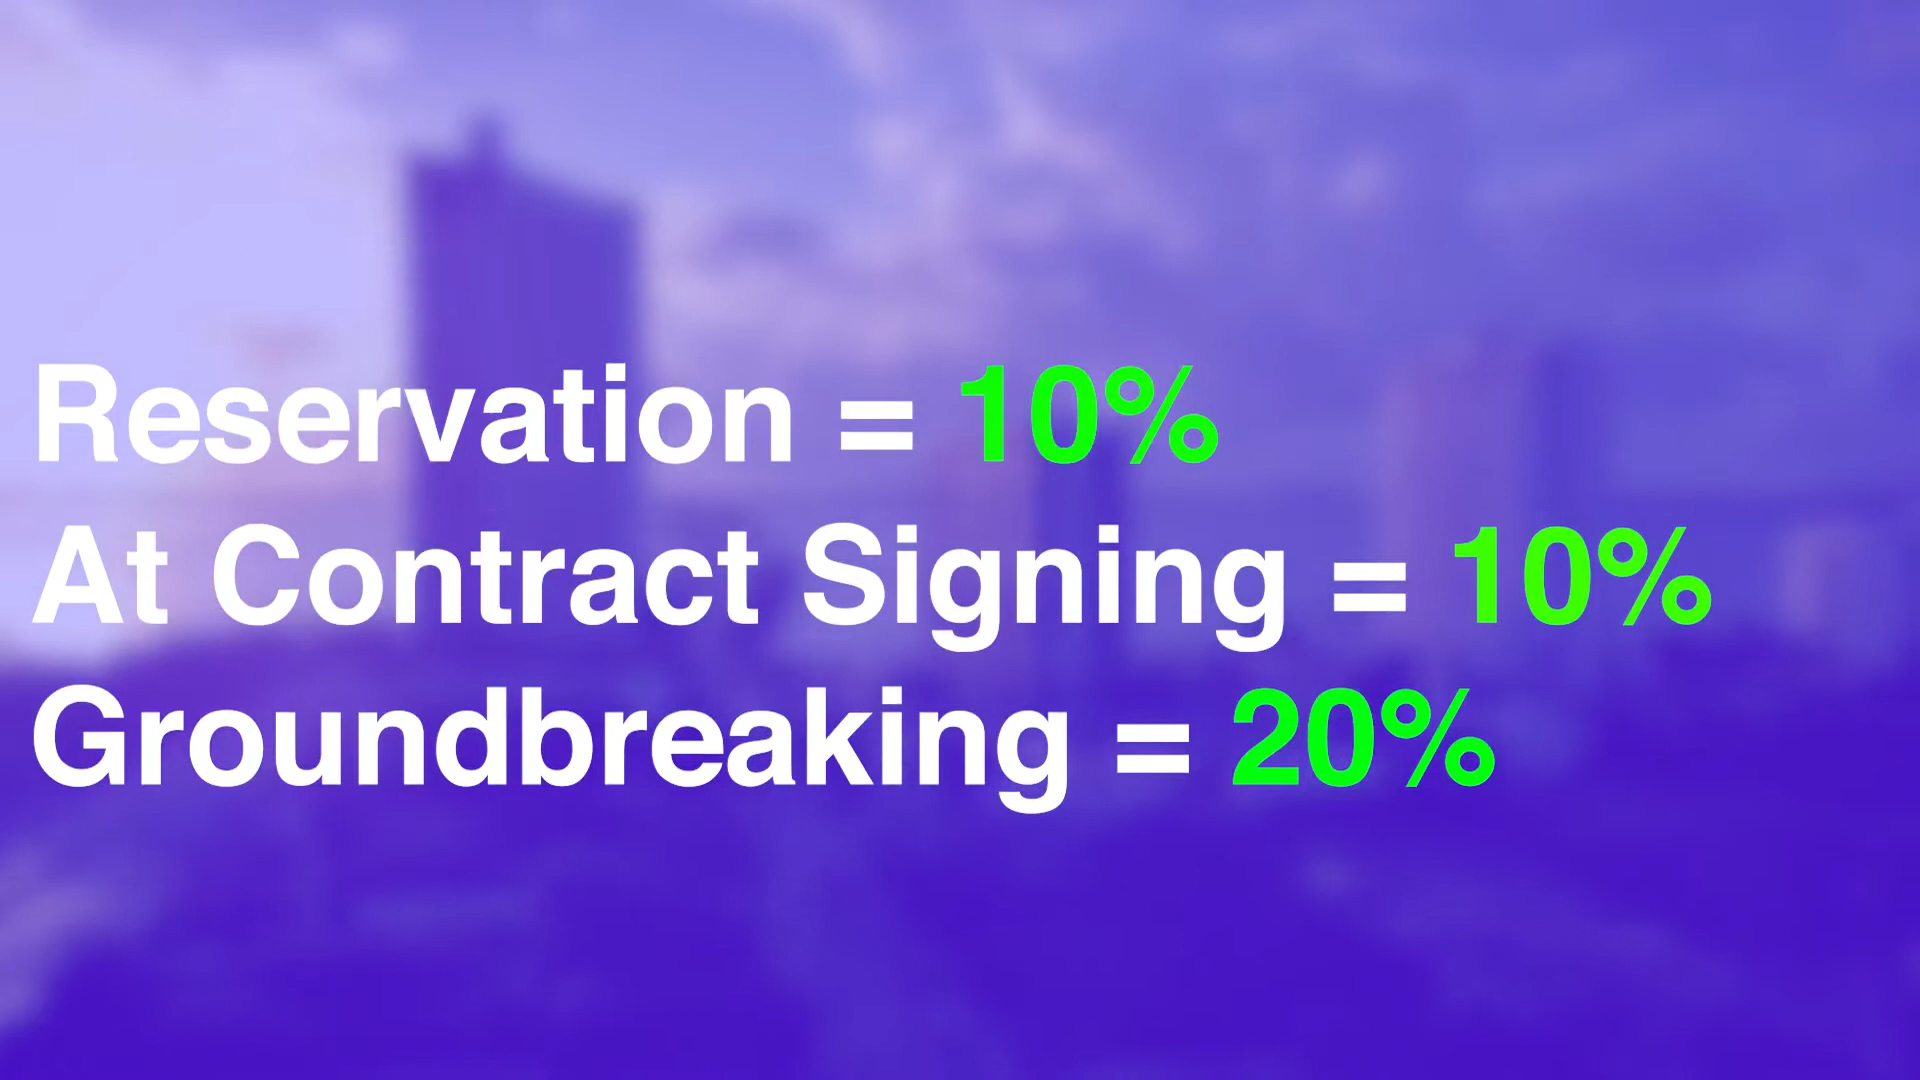 Reservation = 10%
At Contract Signing = 10%
Groundbreaking = 20%